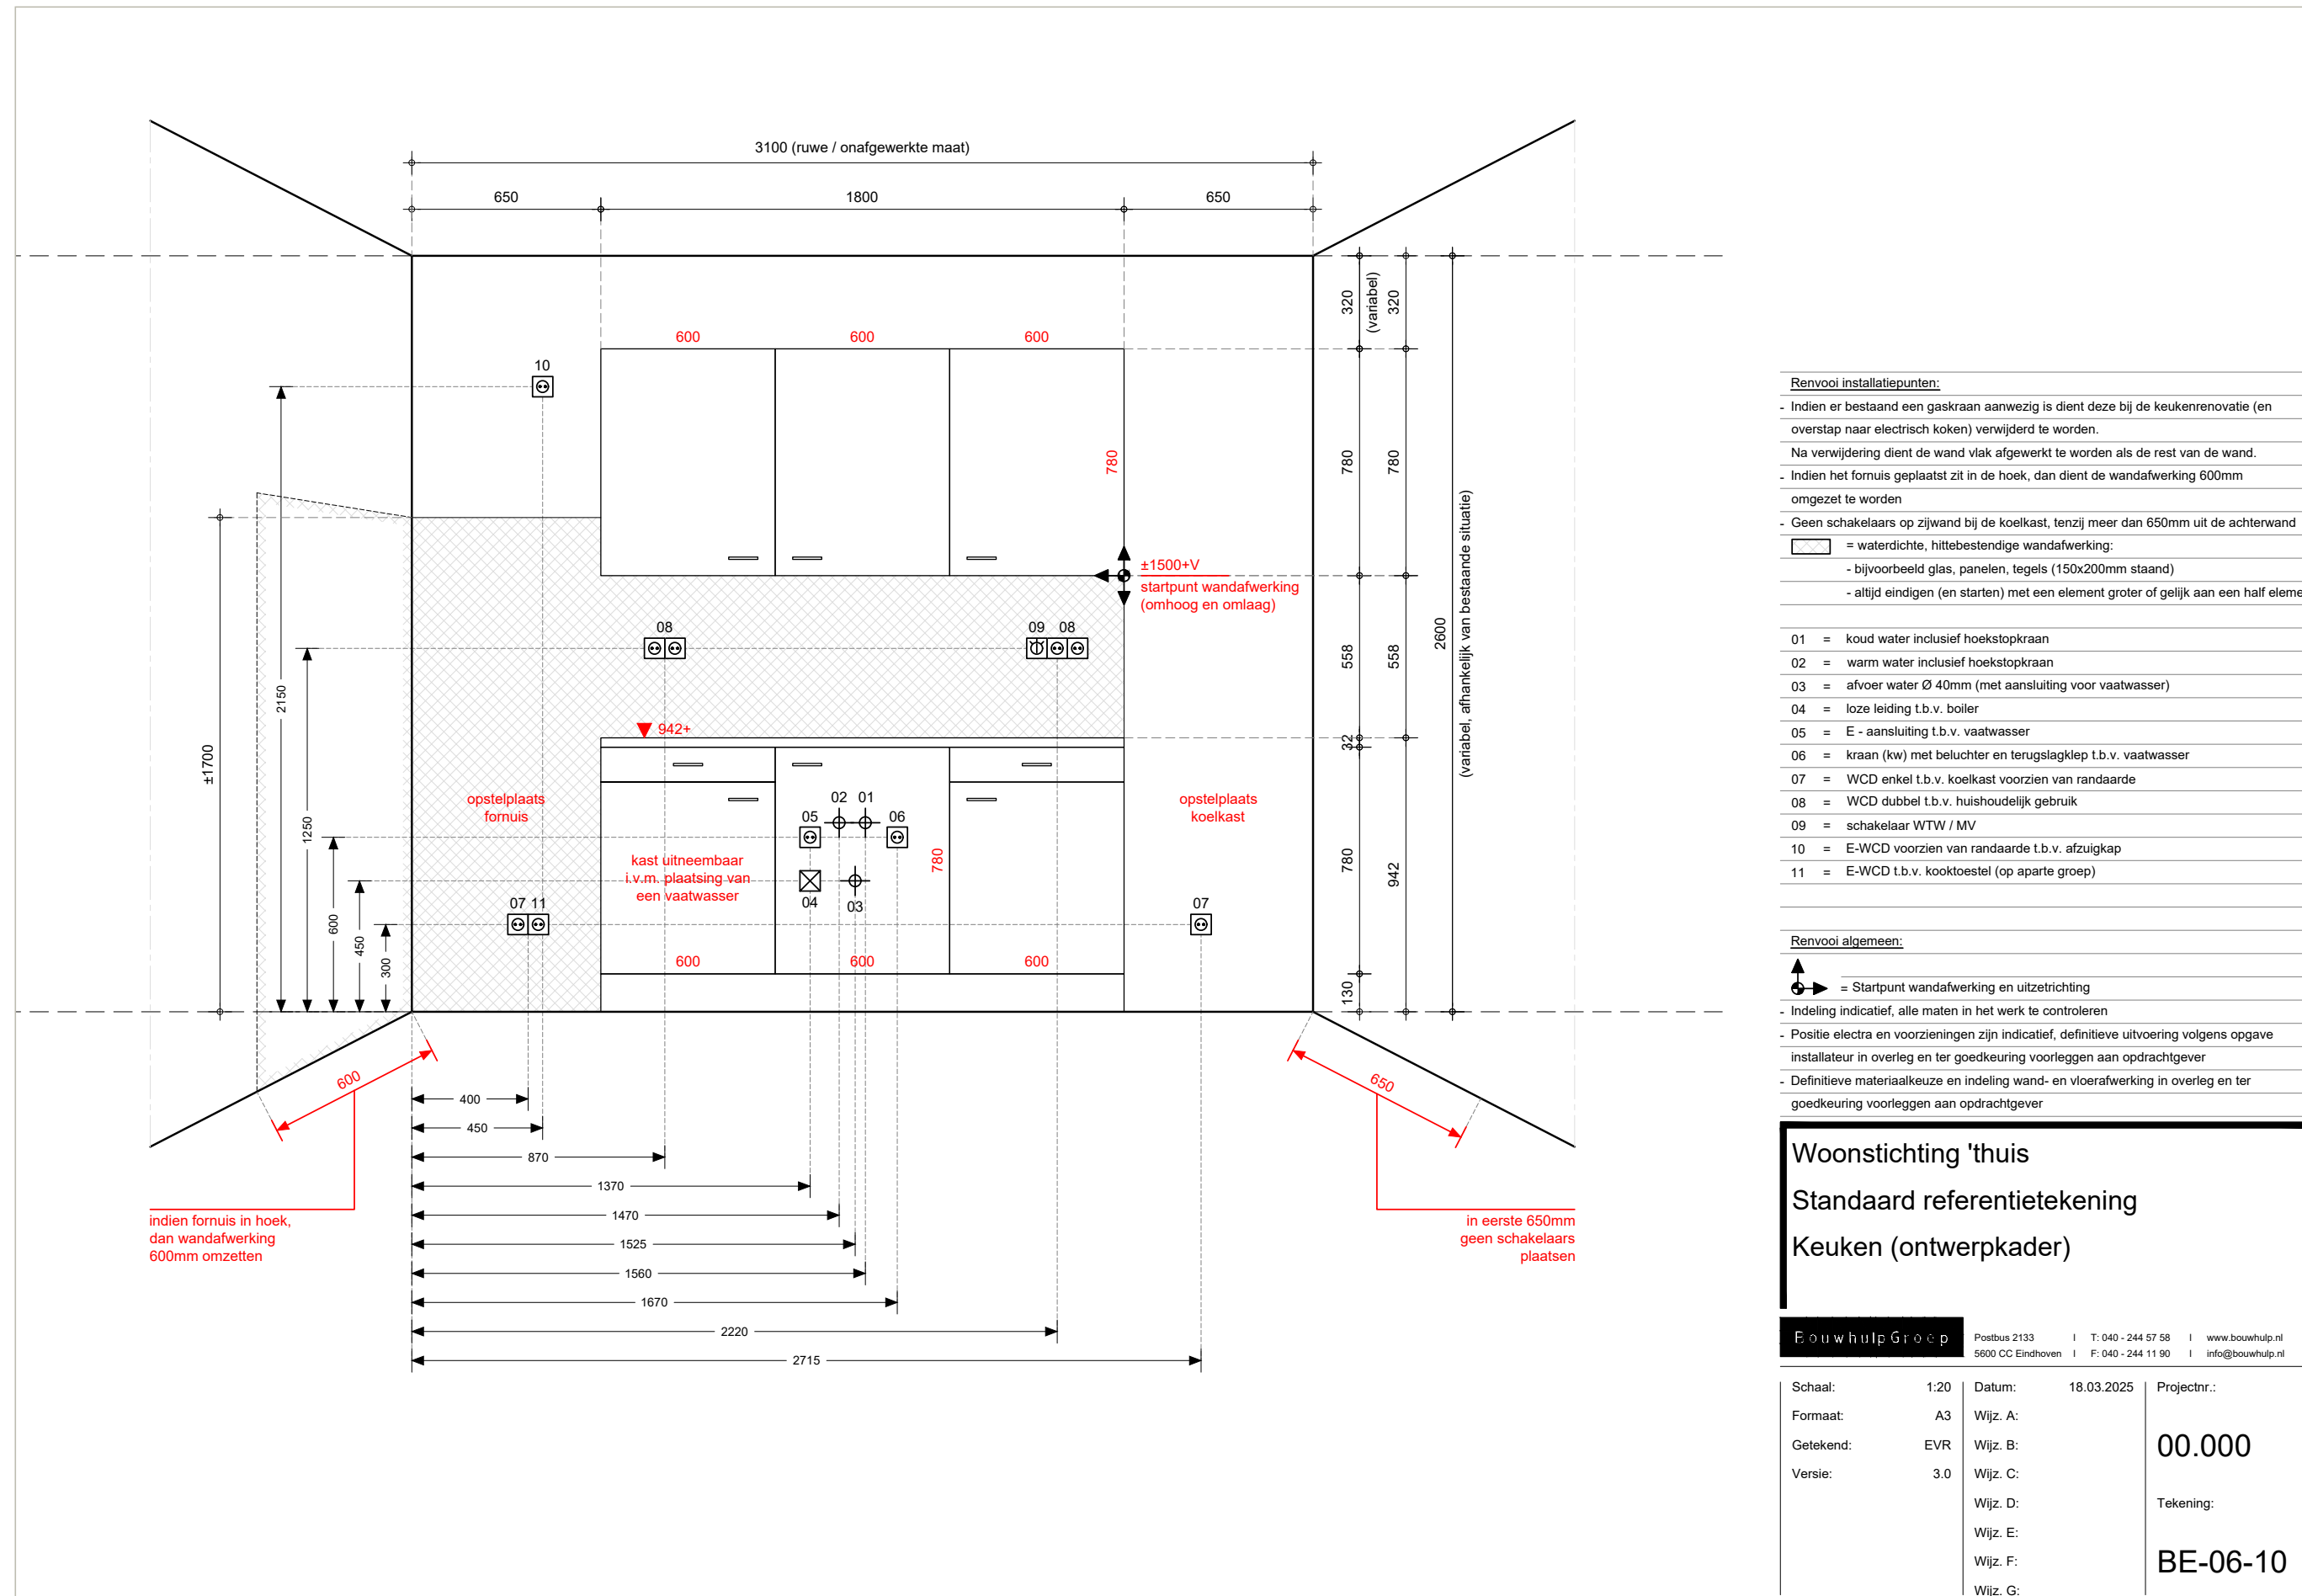 3100 (ruwe / onafgewerkte maat)
650
1800
650
320
(variabel)
320
600
600
600
10
780
780
780
2150
±1700
1250
600
450
300
±1500+V
startpunt wandafwerking
(omhoog en omlaag)
08
09
08
558
558
2600
(variabel, afhankelijk van bestaande situatie)
942+
32
opstelplaats
fornuis
opstelplaats
koelkast
02
01
05
06
kast uitneembaar
i.v.m. plaatsing van
een vaatwasser
780
780
942
04
03
07
11
07
600
600
600
130
600
650
400
450
870
1370
1470
1525
1560
1670
2220
2715
indien fornuis in hoek,
dan wandafwerking
600mm omzetten
in eerste 650mm
geen schakelaars
plaatsen
Renvooi installatiepunten:
- Indien er bestaand een gaskraan aanwezig is dient deze bij de keukenrenovatie (en
overstap naar electrisch koken) verwijderd te worden.
Na verwijdering dient de wand vlak afgewerkt te worden als de rest van de wand.
- Indien het fornuis geplaatst zit in de hoek, dan dient de wandafwerking 600mm
omgezet te worden
- Geen schakelaars op zijwand bij de koelkast, tenzij meer dan 650mm uit de achterwand
= waterdichte, hittebestendige wandafwerking:
- bijvoorbeeld glas, panelen, tegels (150x200mm staand)
- altijd eindigen (en starten) met een element groter of gelijk aan een half eleme
01 = koud water inclusief hoekstopkraan
02 = warm water inclusief hoekstopkraan
03 = afvoer water Ø 40mm (met aansluiting voor vaatwasser)
04 = loze leiding t.b.v. boiler
05 = E - aansluiting t.b.v. vaatwasser
06 = kraan (kw) met beluchter en terugslagklep t.b.v. vaatwasser
07 = WCD enkel t.b.v. koelkast voorzien van randaarde
08 = WCD dubbel t.b.v. huishoudelijk gebruik
09 = schakelaar WTW / MV
10 = E-WCD voorzien van randaarde t.b.v. afzuigkap
11 = E-WCD t.b.v. kooktoestel (op aparte groep)
Renvooi algemeen:
= Startpunt wandafwerking en uitzetrichting
- Indeling indicatief, alle maten in het werk te controleren
- Positie electra en voorzieningen zijn indicatief, definitieve uitvoering volgens opgave
installateur in overleg en ter goedkeuring voorleggen aan opdrachtgever
- Definitieve materiaalkeuze en indeling wand- en vloerafwerking in overleg en ter
goedkeuring voorleggen aan opdrachtgever
Woonstichting 'thuis
Standaard referentietekening
Keuken (ontwerpkader)
BouwhulpGroep
Postbus 2133 I T: 040 - 244 57 58 I www.bouwhulp.nl
5600 CC Eindhoven I F: 040 - 244 11 90 I info@bouwhulp.nl
Schaal: 1:20 Datum: 18.03.2025 Projectnr.:
Formaat: A3 Wijz. A:
Getekend: EVR Wijz. B: 00.000
Versie: 3.0 Wijz. C:
Wijz. D: Tekening:
Wijz. E:
Wijz. F: BE-06-10
Wijz. G: